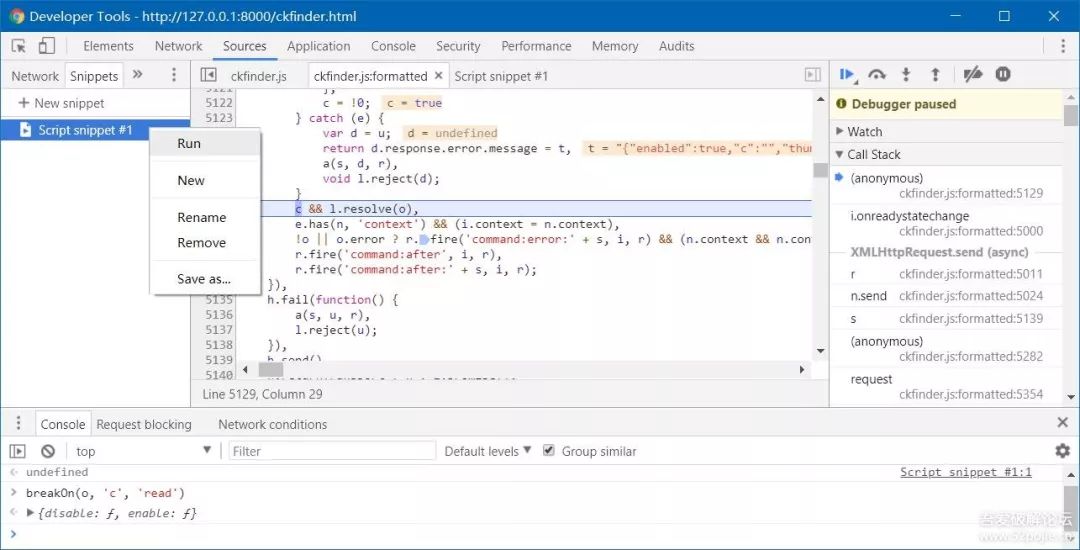 Developer Tools - http://127.0.0.1:8000/ckfinder.html
Elements Network Sources Application Console Security Performance Memory Audits
Network Snippets »
ckfinder.js ckfinder.js:formatted × Script snippet #1
+ New snippet
Script snippet #1
Run
New
Rename
Remove
Save as...
5122 c = !0; c = true
5123 } catch (e) {
var d = u; d = undefined
return d.response.error.message = t, t = "{"enabled":true,"c":"","thum
a(s, d, r),
void l.reject(d);
}
c && l.resolve(o),
e.has(n, 'context') && (i.context = n.context),
!o || o.error ? r.fire('command:error:' + s, i, r) && (n.context && n.cont
r.fire('command:after', i, r),
r.fire('command:after:' + s, i, r);
5135 }),
h.fail(function() {
5136 a(s, u, r),
5137 l.reject(u);
5138 }),
5139 h.send()
5140
Line 5129, Column 29
Debugger paused
Watch
Call Stack
(anonymous)
ckfinder.js:formatted:5129
i.onreadystatechange
ckfinder.js:formatted:5000
XMLHttpRequest.send (async)
r ckfinder.js:formatted:5011
n.send ckfinder.js:formatted:5024
s ckfinder.js:formatted:5139
(anonymous)
ckfinder.js:formatted:5282
request
ckfinder.js:formatted:5354
Console Request blocking Network conditions
top Filter Default levels Group similar
undefined Script snippet #1:1
breakOn(o, 'c', 'read')
{disable: ƒ, enable: ƒ}
吾爱破解论坛
www.52pojie.cn